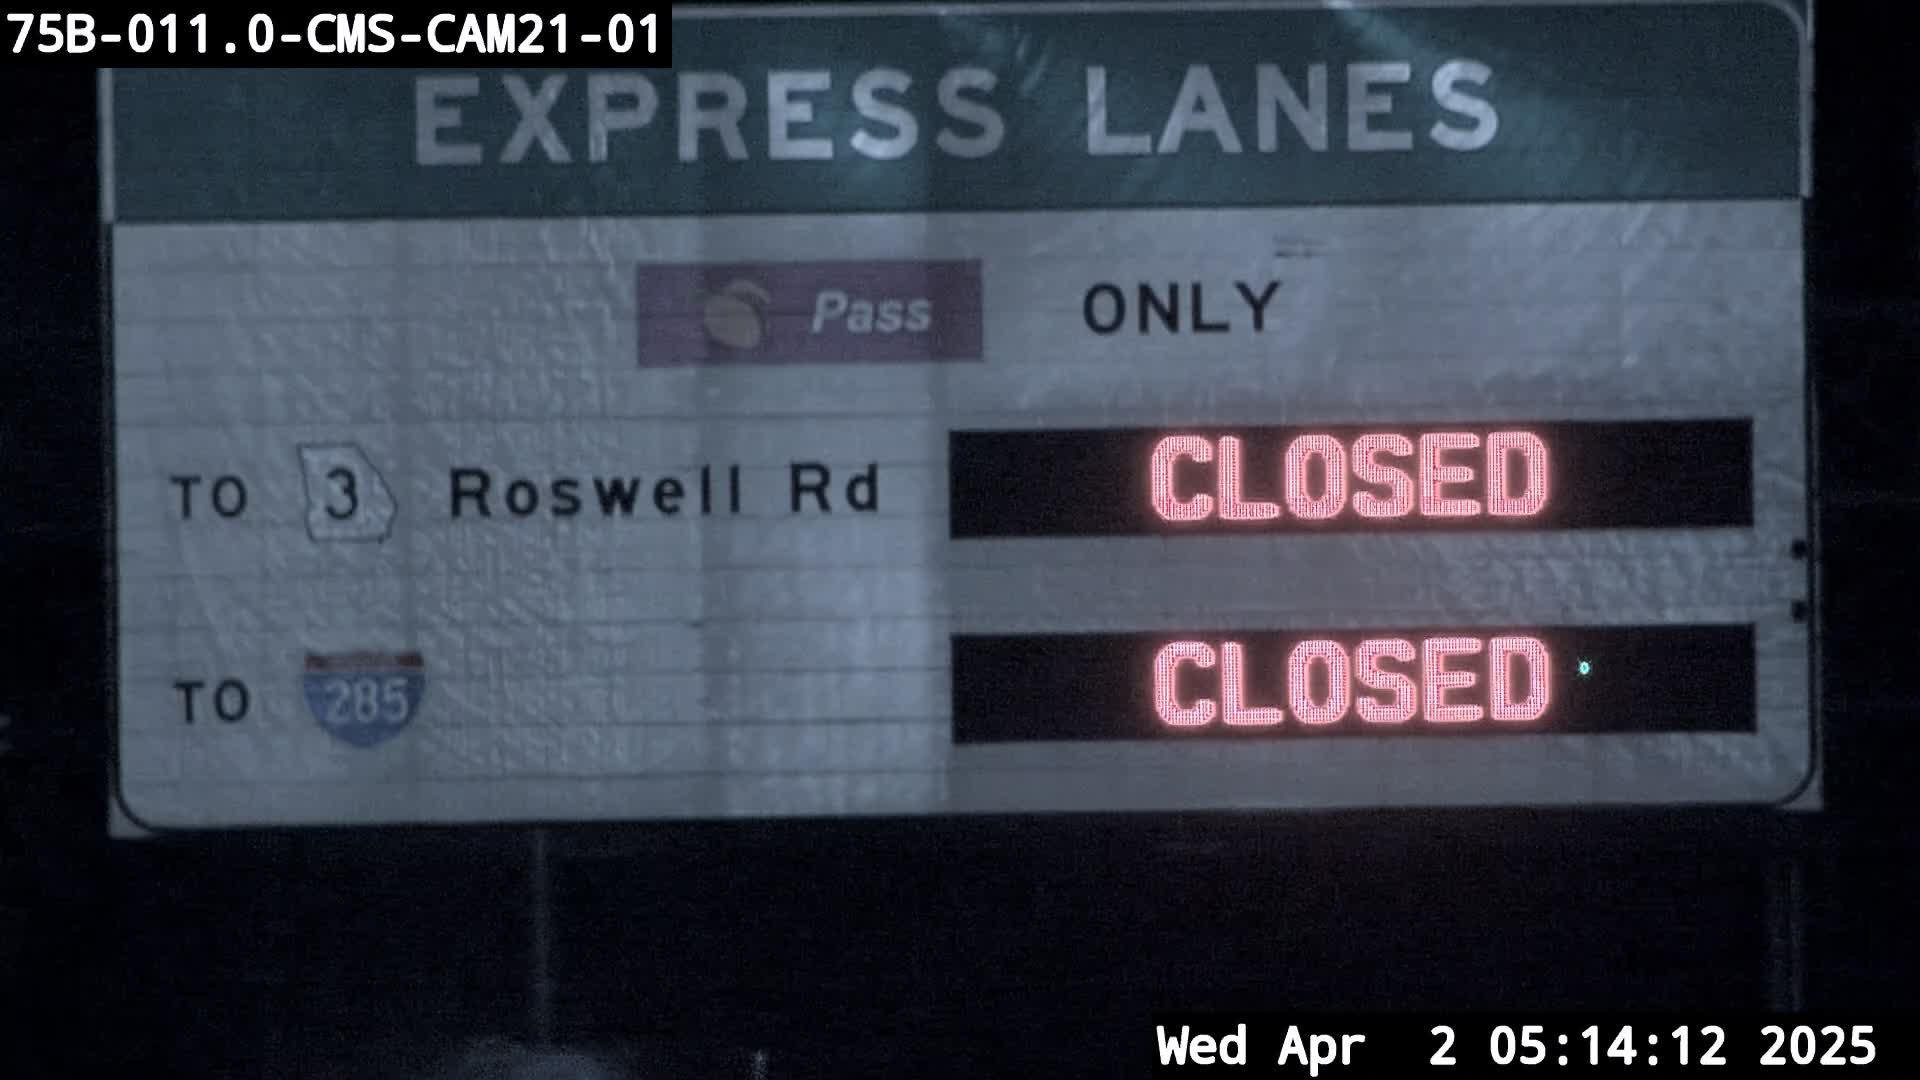 75B-011.0-CMS-CAM21-01
EXPRESS LANES
Pass ONLY
TO 3 Roswell Rd CLOSED
TO 285 CLOSED
Wed Apr 2 05:14:12 2025